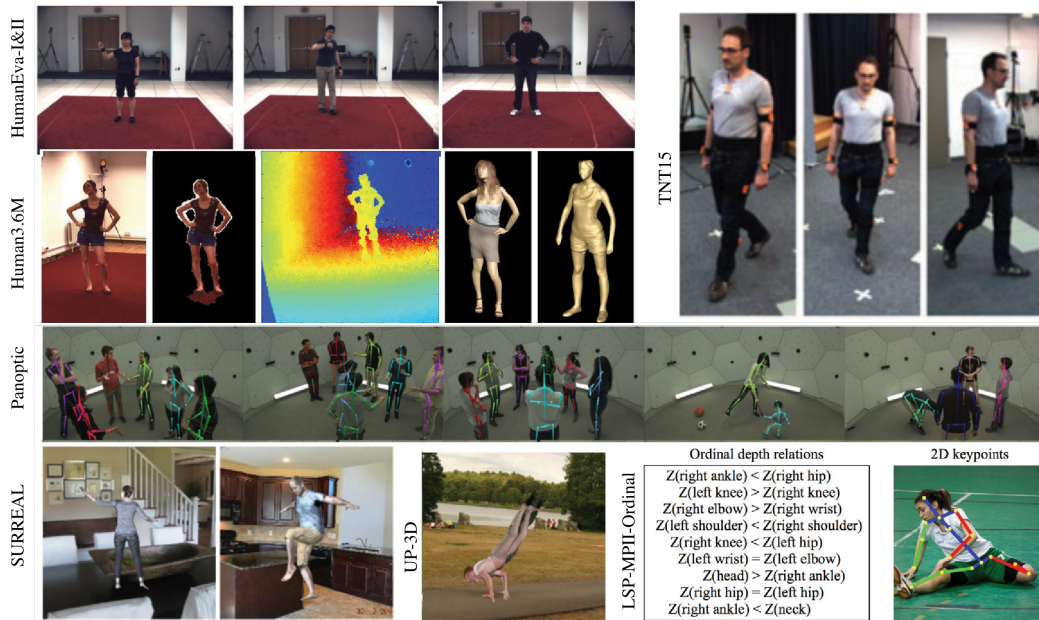 HumanEva-I&II
TNT15
Human3.6M
Panoptic
SURREAL
UP-3D
LSP-MPII-Ordinal
Ordinal depth relations
Z(right ankle) < Z(right hip)
Z(left knee) > Z(right knee)
Z(right elbow) > Z(right wrist)
Z(left shoulder) < Z(right shoulder)
Z(right knee) < Z(left hip)
Z(left wrist) = Z(left elbow)
Z(head) > Z(right ankle)
Z(right hip) = Z(left hip)
Z(right ankle) < Z(neck)
2D keypoints